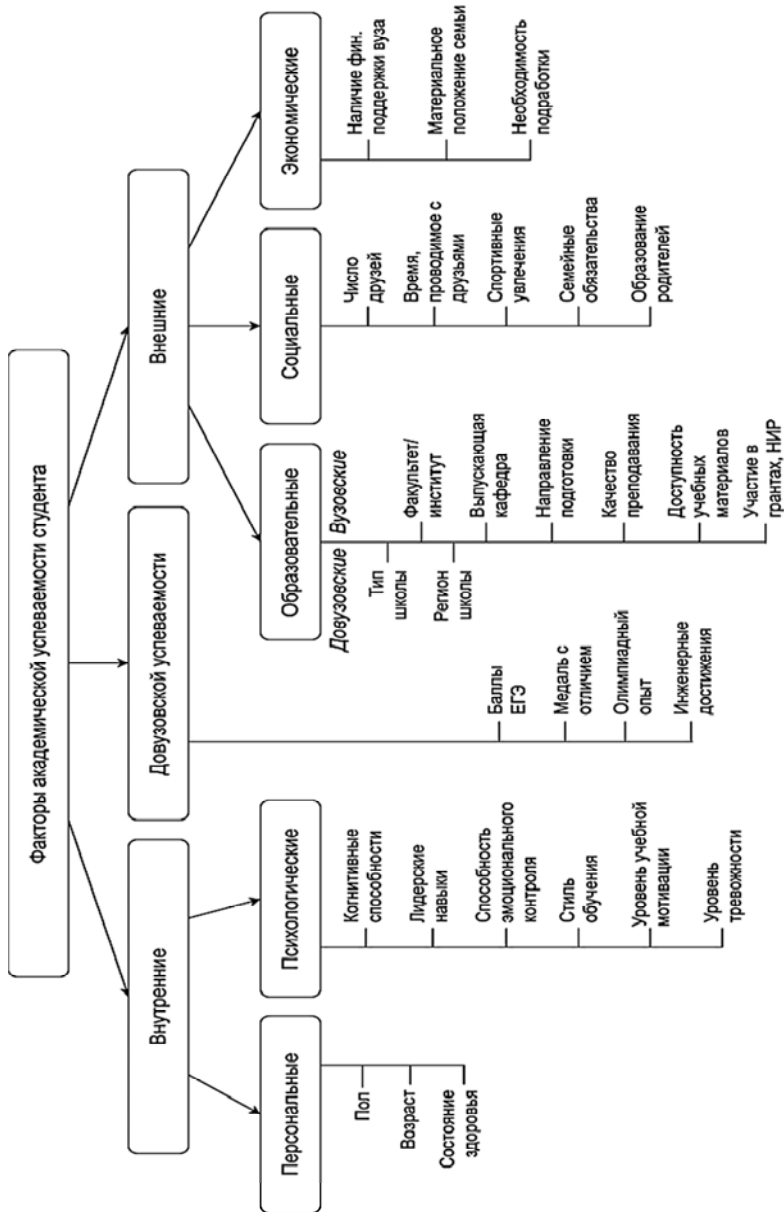 Факторы академической успеваемости студента
Внутренние
Довузовской успеваемости
Внешние
Персональные
Психологические
Образовательные
Социальные
Экономические
Пол
Возраст
Состояние
здоровья
Когнитивные
способности
Лидерские
навыки
Способность
эмоционального
контроля
Стиль
обучения
Уровень учебной
мотивации
Уровень
тревожности
Баллы
ЕГЭ
Медаль с
отличием
Олимпиадный
опыт
Инженерные
достижения
Довузовские
Тип
школы
Регион
школы
Вузовские
Факультет/
институт
Выпускающая
кафедра
Направление
подготовки
Качество
преподавания
Доступность
учебных
материалов
Участие в
грантах, НИР
Число
друзей
Время,
проводимое с
друзьями
Спортивные
увлечения
Семейные
обязательства
Образование
родителей
Наличие фин.
поддержки вуза
Материальное
положение семьи
Необходимость
подработки